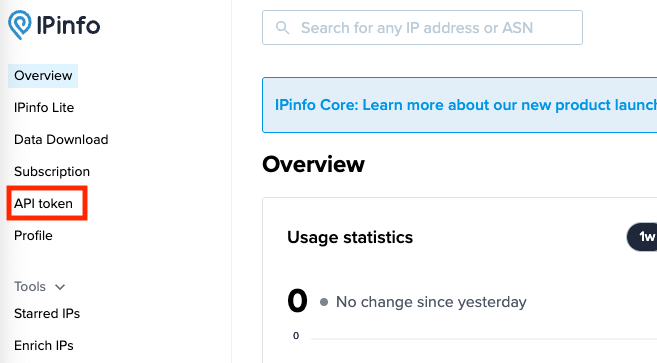 IPinfo
Search for any IP address or ASN
Overview
IPinfo Lite
Data Download
Subscription
API token
Profile
Tools
Starred IPs
Enrich IPs
IPinfo Core: Learn more about our new product launch
Overview
Usage statistics
1w
0
No change since yesterday
0